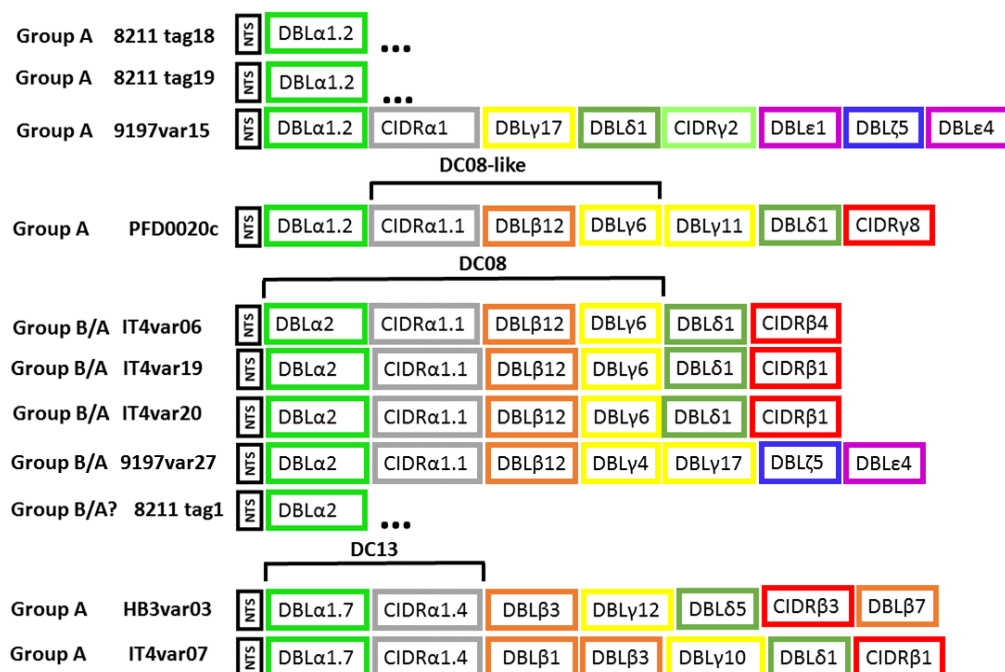 Group A 8211 tag18 NTS DBLα1.2 ...
Group A 8211 tag19 NTS DBLα1.2 ...
Group A 9197var15 NTS DBLα1.2 CIDRα1 DBLγ17 DBLδ1 CIDRγ2 DBLε1 DBLζ5 DBLε4
DC08-like
Group A PFD0020c NTS DBLα1.2 CIDRα1.1 DBLβ12 DBLγ6 DBLγ11 DBLδ1 CIDRγ8
DC08
Group B/A IT4var06 NTS DBLα2 CIDRα1.1 DBLβ12 DBLγ6 DBLδ1 CIDRβ4
Group B/A IT4var19 NTS DBLα2 CIDRα1.1 DBLβ12 DBLγ6 DBLδ1 CIDRβ1
Group B/A IT4var20 NTS DBLα2 CIDRα1.1 DBLβ12 DBLγ6 DBLδ1 CIDRβ1
Group B/A 9197var27 NTS DBLα2 CIDRα1.1 DBLβ12 DBLγ4 DBLγ17 DBLζ5 DBLε4
Group B/A? 8211 tag1 NTS DBLα2 ...
DC13
Group A HB3var03 NTS DBLα1.7 CIDRα1.4 DBLβ3 DBLγ12 DBLδ5 CIDRβ3 DBLβ7
Group A IT4var07 NTS DBLα1.7 CIDRα1.4 DBLβ1 DBLβ3 DBLγ10 DBLδ1 CIDRβ1